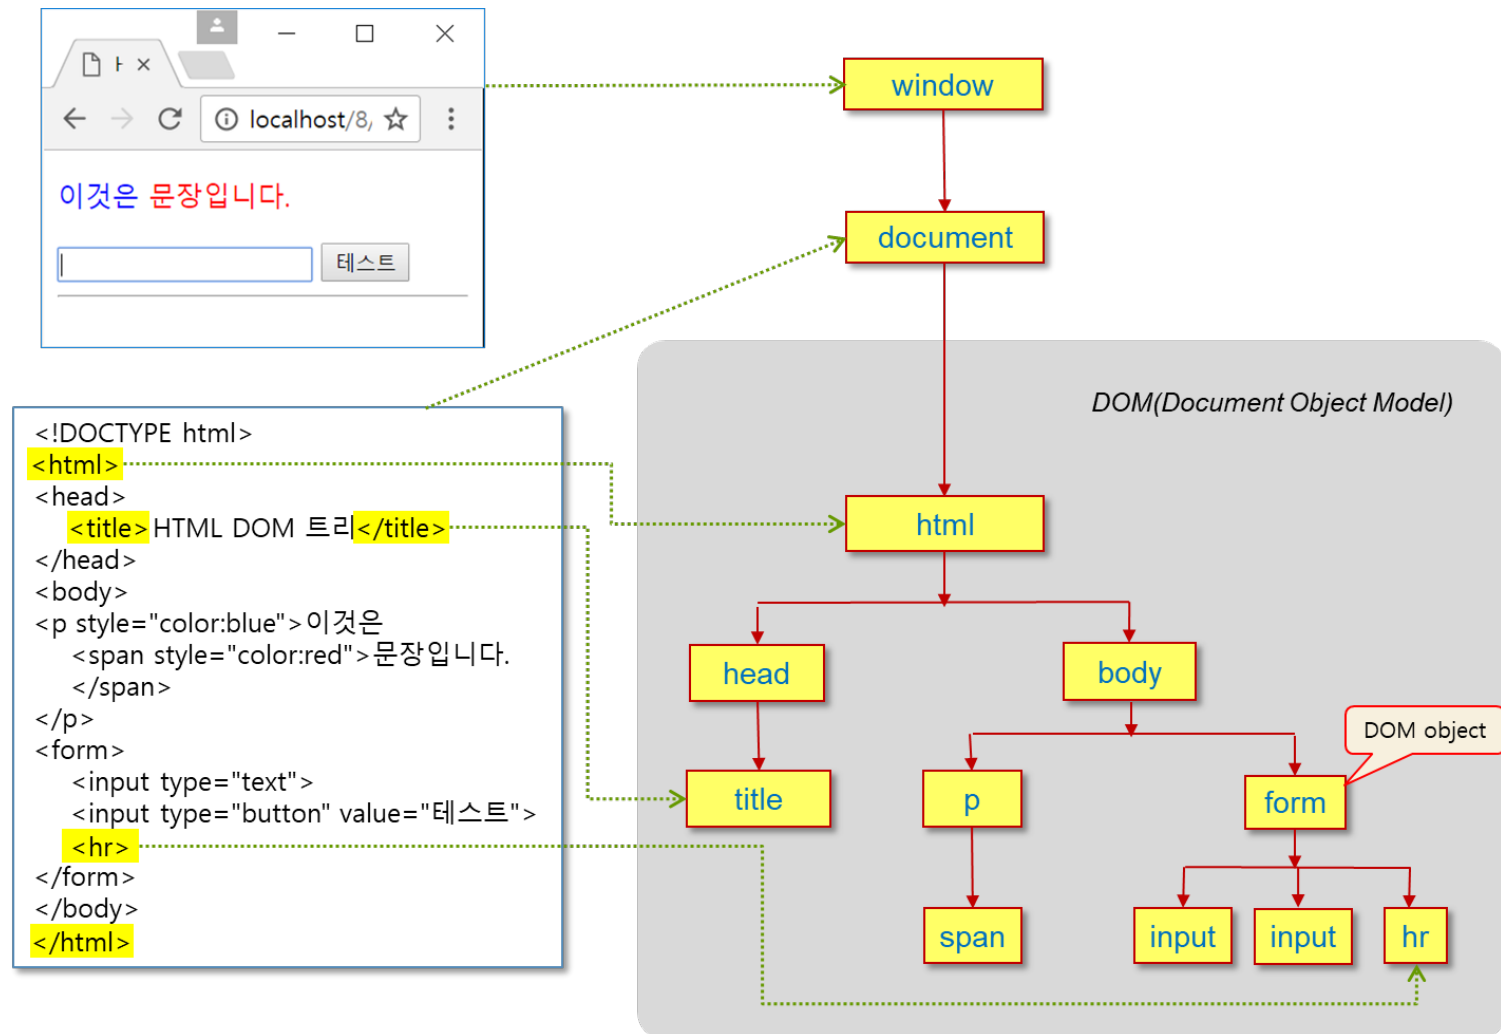 ㅏ
localhost/8,
이것은 문장입니다.
테스트
window
document
DOM(Document Object Model)
<!DOCTYPE html>
<html>
<head>
<title>HTML DOM 트리</title>
</head>
<body>
<p style="color:blue">이것은
<span style="color:red">문장입니다.
</span>
</p>
<form>
<input type="text">
<input type="button" value="테스트">
<hr>
</form>
</body>
</html>
html
head
body
DOM object
title
p
form
span
input
input
hr